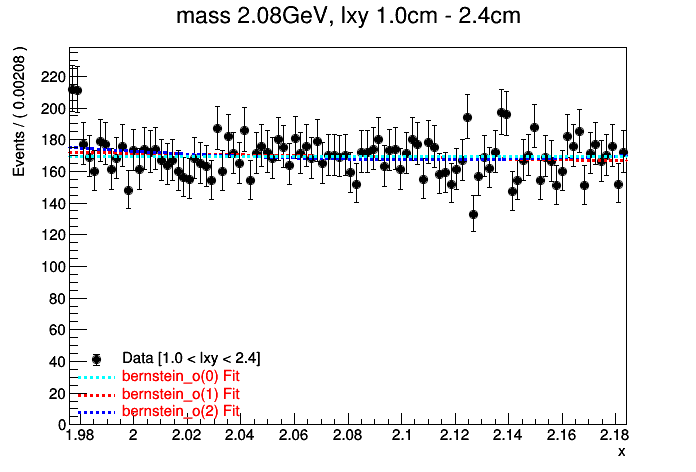 mass 2.08GeV, lxy 1.0cm - 2.4cm
Events / ( 0.00208 )
220
200
180
160
140
120
100
80
60
40
20
0
Data [1.0 < lxy < 2.4]
bernstein_o(0) Fit
bernstein_o(1) Fit
bernstein_o(2) Fit
1.98 2 2.02 2.04 2.06 2.08 2.1 2.12 2.14 2.16 2.18
x